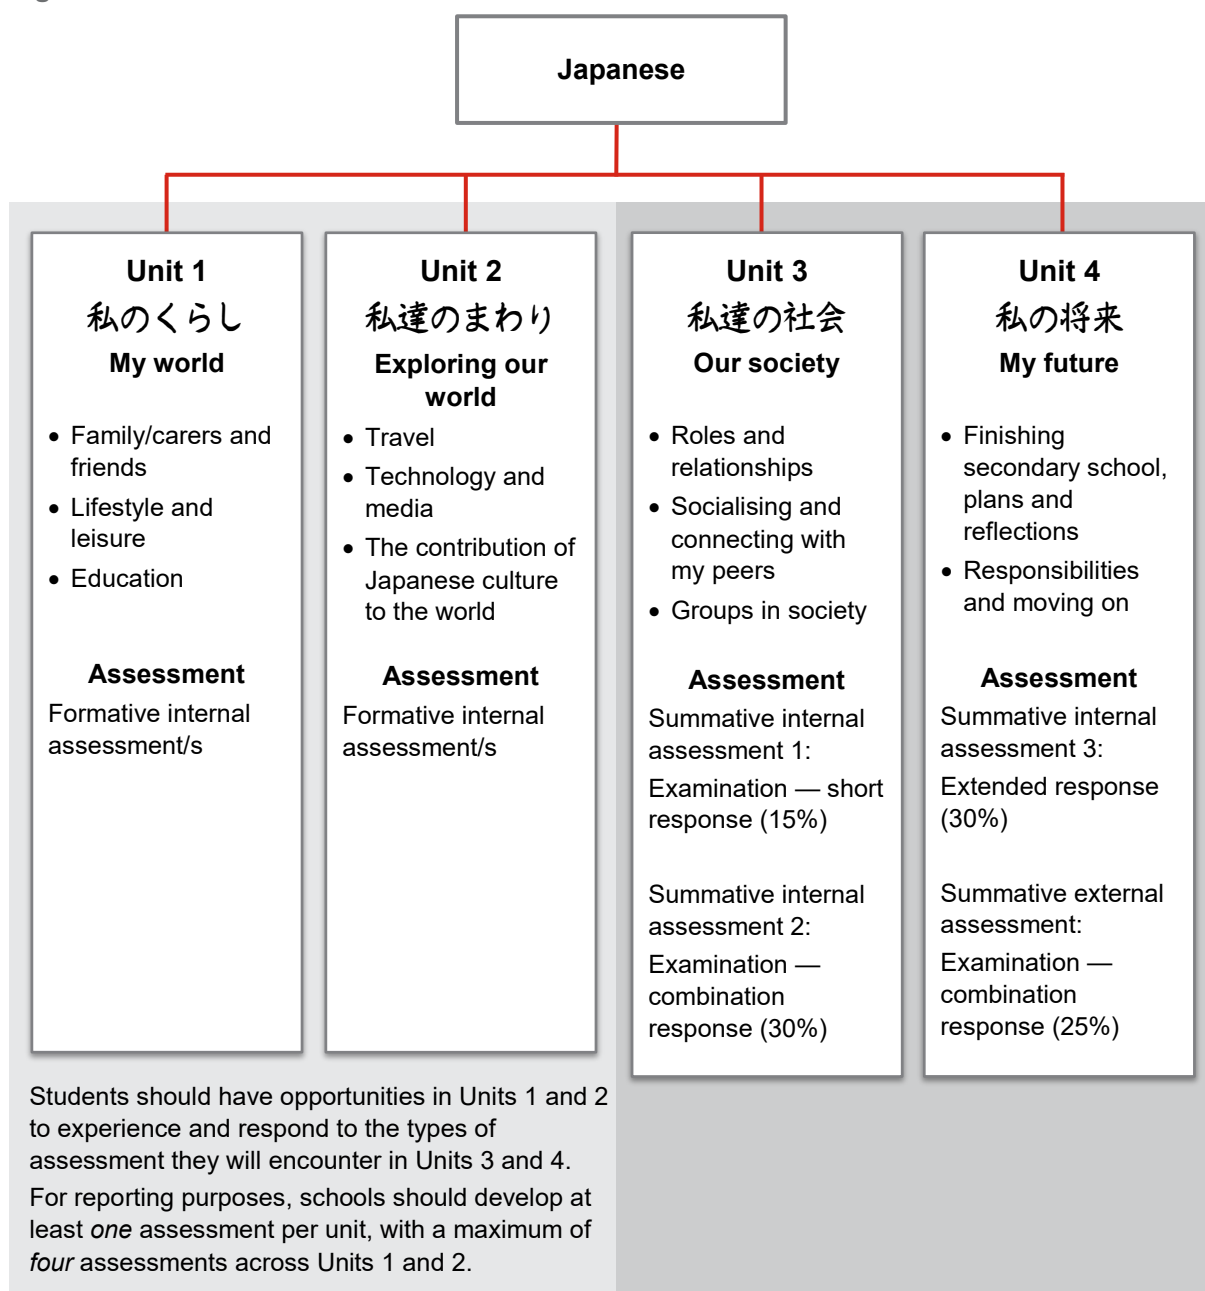 Japanese
Unit 1
私のくらし
My world
• Family/carers and
friends
• Lifestyle and
leisure
• Education
Assessment
Formative internal
assessment/s
Unit 2
私達のまわり
Exploring our
world
• Travel
• Technology and
media
• The contribution of
Japanese culture
to the world
Assessment
Formative internal
assessment/s
Unit 3
私達の社会
Our society
• Roles and
relationships
• Socialising and
connecting with
my peers
• Groups in society
Assessment
Summative internal
assessment 1:
Examination — short
response (15%)
Summative internal
assessment 2:
Examination —
combination
response (30%)
Unit 4
私の将来
My future
• Finishing
secondary school,
plans and
reflections
• Responsibilities
and moving on
Assessment
Summative internal
assessment 3:
Extended response
(30%)
Summative external
assessment:
Examination —
combination
response (25%)
Students should have opportunities in Units 1 and 2
to experience and respond to the types of
assessment they will encounter in Units 3 and 4.
For reporting purposes, schools should develop at
least one assessment per unit, with a maximum of
four assessments across Units 1 and 2.